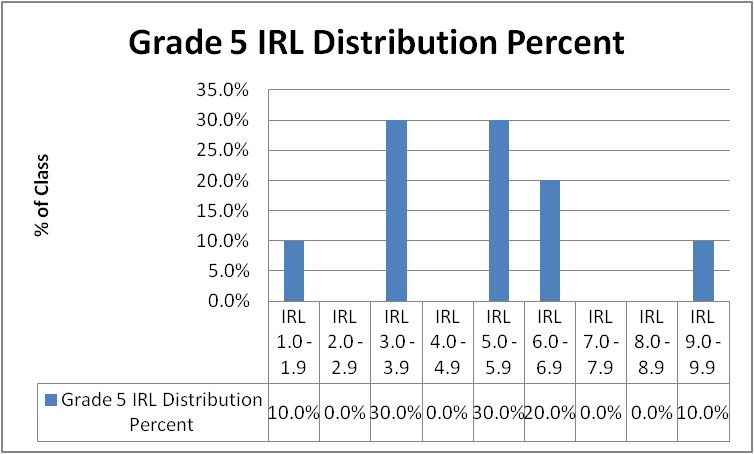 Grade 5 IRL Distribution Percent
% of Class
35.0%
30.0%
25.0%
20.0%
15.0%
10.0%
5.0%
0.0%
IRL 1.0 - 1.9
IRL 2.0 - 2.9
IRL 3.0 - 3.9
IRL 4.0 - 4.9
IRL 5.0 - 5.9
IRL 6.0 - 6.9
IRL 7.0 - 7.9
IRL 8.0 - 8.9
IRL 9.0 - 9.9
Grade 5 IRL Distribution
Percent
10.0% 0.0% 30.0% 0.0% 30.0% 20.0% 0.0% 0.0% 10.0%